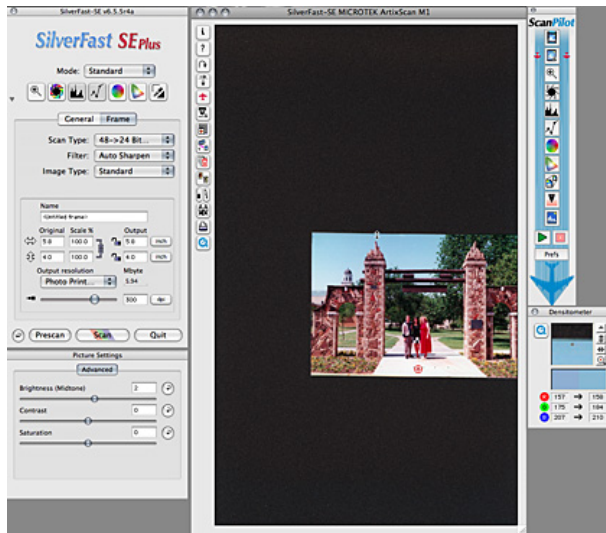 SilverFast-SE v6.5.5r4a
SilverFast SE Plus
Mode: Standard
General Frame
Scan Type: 48->24 Bit...
Filter: Auto Sharpen
Image Type: Standard
Name
<Untitled frame>
Original Scale % Output
5.0 100.0 5.0 inch
4.0 100.0 4.0 inch
Output resolution Mbyte
Photo Print... 5.94
300 dpi
Prescan Scan Quit
Picture Settings
Advanced
Brightness (Midtone) 2
Contrast 0
Saturation 0
SilverFast-SE MICROTEK ArtixScan M1
ScanPilot
Prefs
Densitometer
157 158
175 184
207 210